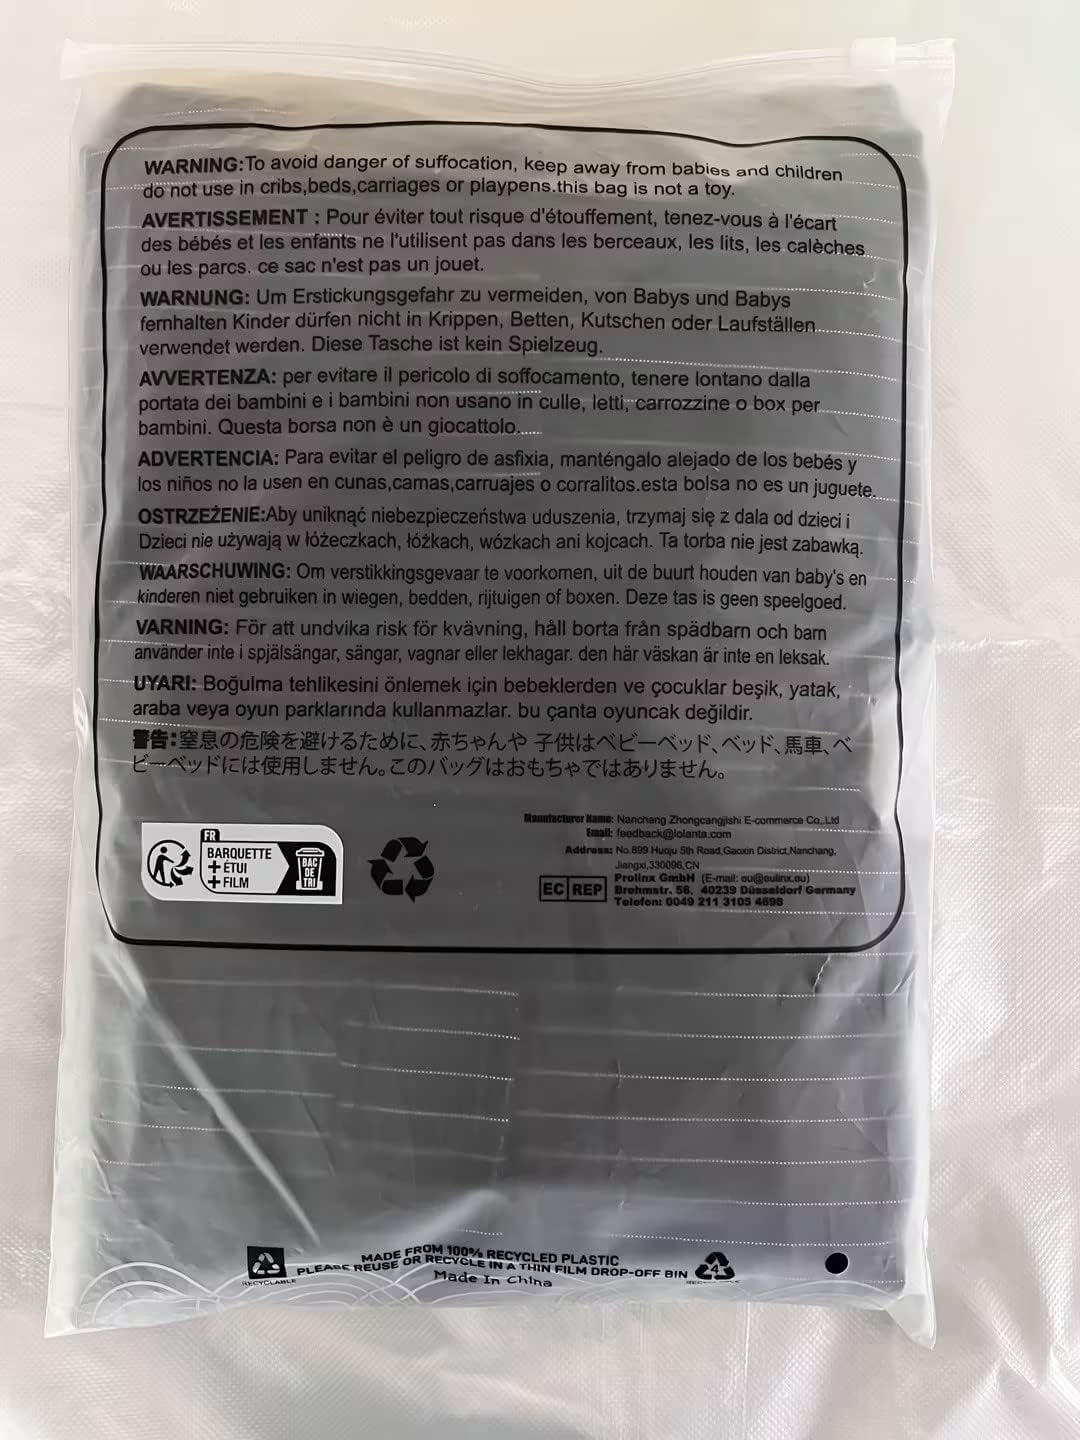 WARNING:To avoid danger of suffocation, keep away from babies and children
do not use in cribs,beds,carriages or playpens.this bag is not a toy.
AVERTISSEMENT : Pour éviter tout risque d'étouffement, tenez-vous à l'écart
des bébés et les enfants ne l'utilisent pas dans les berceaux, les lits, les calèches
ou les parcs. ce sac n'est pas un jouet.
WARNUNG: Um Erstickungsgefahr zu vermeiden, von Babys und Babys
fernhalten Kinder dürfen nicht in Krippen, Betten, Kutschen oder Laufställen
verwendet werden. Diese Tasche ist kein Spielzeug.
AVVERTENZA: per evitare il pericolo di soffocamento, tenere lontano dalla
portata dei bambini e i bambini non usano in culle, letti, carrozzine o box per
bambini. Questa borsa non è un giocattolo.
ADVERTENCIA: Para evitar el peligro de asfixia, manténgalo alejado de los bebés y
los niños no la usen en cunas,camas,carruajes o corralitos.esta bolsa no es un juguete.
OSTRZEŻENIE:Aby uniknąć niebezpieczeństwa uduszenia, trzymaj się z dala od dzieci i
Dzieci nie używają w łóżeczkach, łóżkach, wózkach ani kojcach. Ta torba nie jest zabawką.
WAARSCHUWING: Om verstikkingsgevaar te voorkomen, uit de buurt houden van baby's en
kinderen niet gebruiken in wiegen, bedden, rijtuigen of boxen. Deze tas is geen speelgoed.
VARNING: För att undvika risk för kvävning, håll borta från spädbarn och barn
använder inte i spjälsängar, sängar, vagnar eller lekhagar. den här väskan är inte en leksak.
UYARI: Boğulma tehlikesini önlemek için bebeklerden ve çocuklar beşik, yatak,
araba veya oyun parklarında kullanmazlar. bu çanta oyuncak değildir.
警告:窒息の危険を避けるために、赤ちゃんや 子供はベビーベッド、ベッド、馬車、ベ
ビーベッドには使用しません。このバッグはおもちゃではありません。
FR
BARQUETTE
+ ÉTUI
+ FILM
BAC
DE
TRI
Manufacturer Name: Nanchang Zhongcangjishi E-commerce Co,.Ltd
Email: feedback@lolanta.com
Address: No.899 Huoju 5th Road,Gaoxin District,Nanchang,
Jiangxi,330096,CN
EC REP
Prolinx GmbH (E-mail: eu@eulinx.eu)
Brehmstr. 56, 40239 Düsseldorf Germany
Telefon: 0049 211 3105 4698
RECYCLABLE
MADE FROM 100% RECYCLED PLASTIC
PLEASE REUSE OR RECYCLE IN A THIN FILM DROP-OFF BIN
Made In China
4